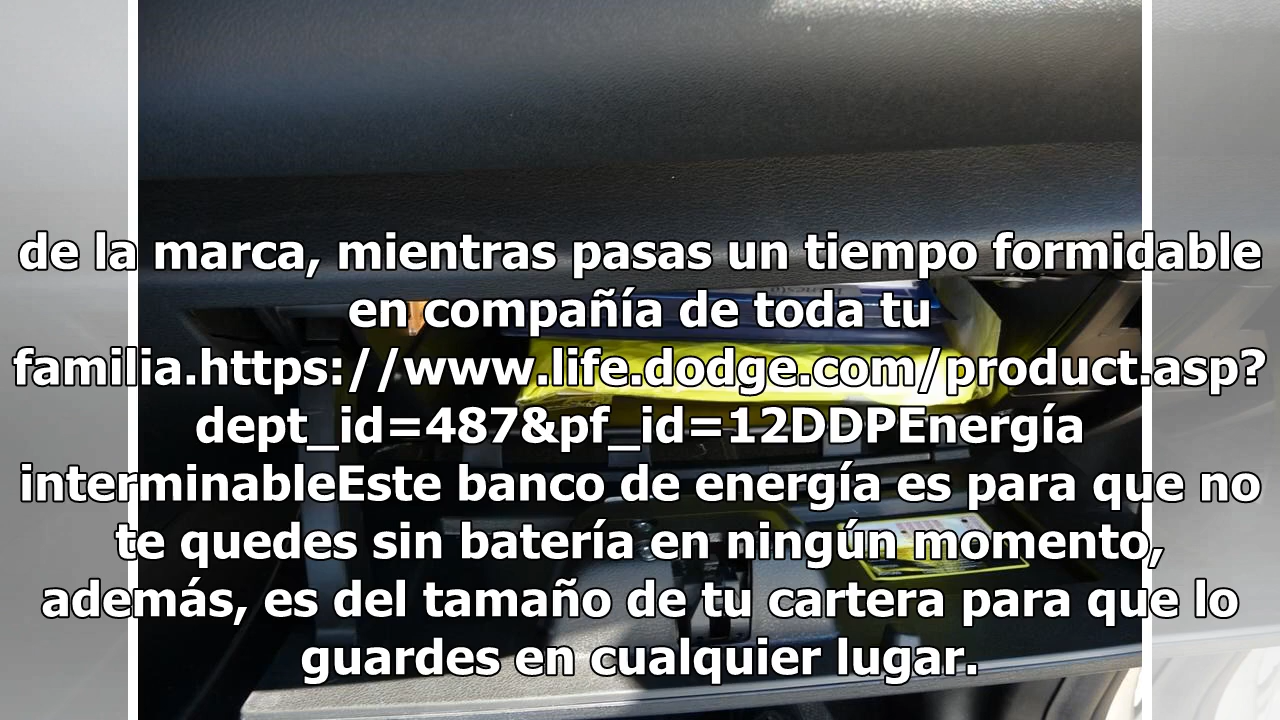 de la marca, mientras pasas un tiempo formidable
en compañía de toda tu
familia.https://www.life.dodge.com/product.asp?
dept_id=487&pf_id=12DDPEnergía
interminableEste banco de energía es para que no
te quedes sin batería en ningún momento,
además, es del tamaño de tu cartera para que lo
guardes en cualquier lugar.